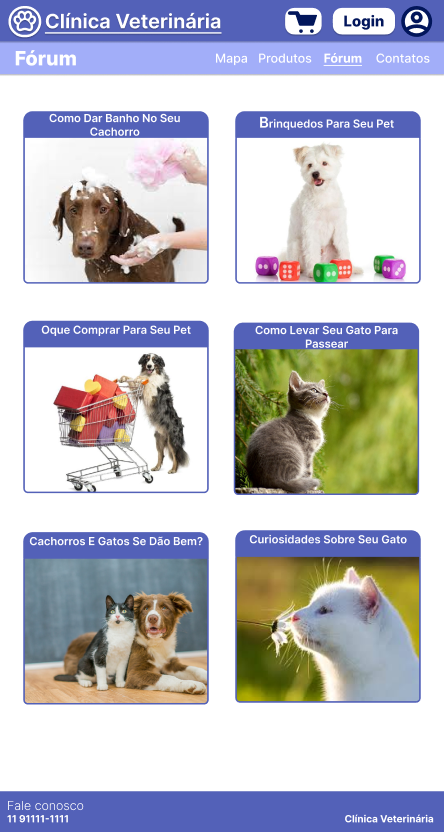 Clínica Veterinária
Login
Fórum
Mapa Produtos Fórum Contatos
Como Dar Banho No Seu
Cachorro
Brinquedos Para Seu Pet
Oque Comprar Para Seu Pet
Como Levar Seu Gato Para
Passear
Cachorros E Gatos Se Dão Bem?
Curiosidades Sobre Seu Gato
Fale conosco
11 91111-1111
Clínica Veterinária